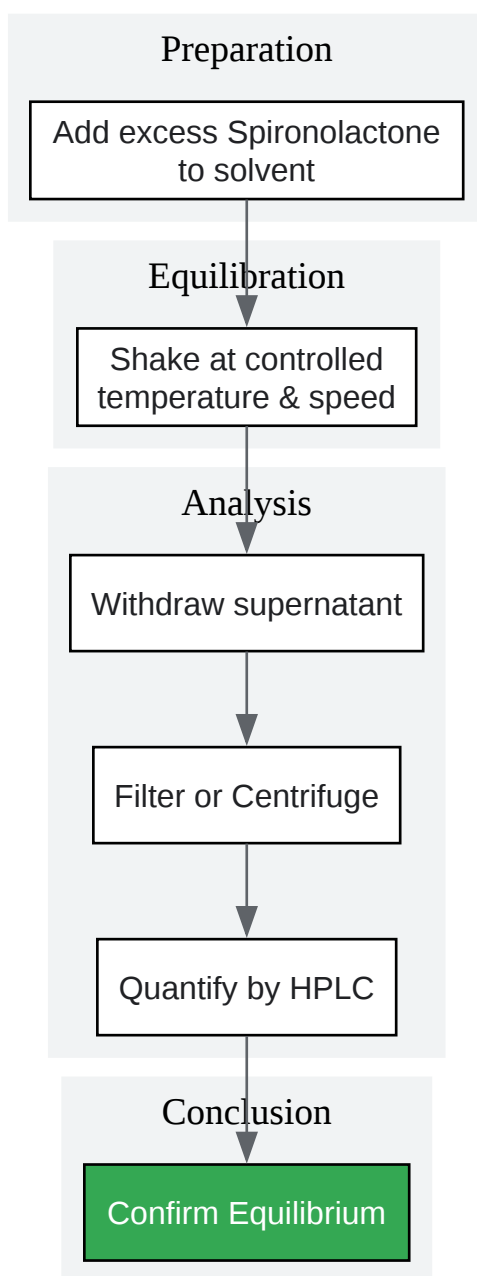 Preparation
Add excess Spironolactone
to solvent
Equilibration
Shake at controlled
temperature & speed
Analysis
Withdraw supernatant
Filter or Centrifuge
Quantify by HPLC
Conclusion
Confirm Equilibrium